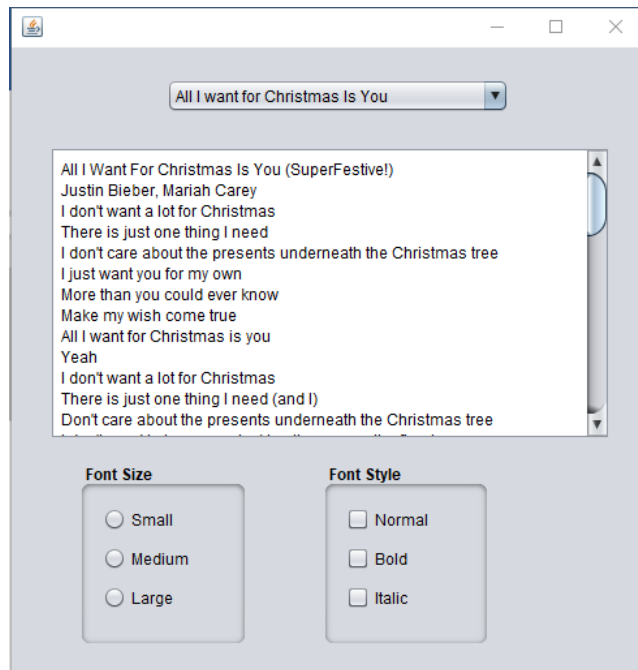 All I want for Christmas Is You
All I Want For Christmas Is You (SuperFestive!)
Justin Bieber, Mariah Carey
I don't want a lot for Christmas
There is just one thing I need
I don't care about the presents underneath the Christmas tree
I just want you for my own
More than you could ever know
Make my wish come true
All I want for Christmas is you
Yeah
I don't want a lot for Christmas
There is just one thing I need (and I)
Don't care about the presents underneath the Christmas tree
Font Size
Small
Medium
Large
Font Style
Normal
Bold
Italic